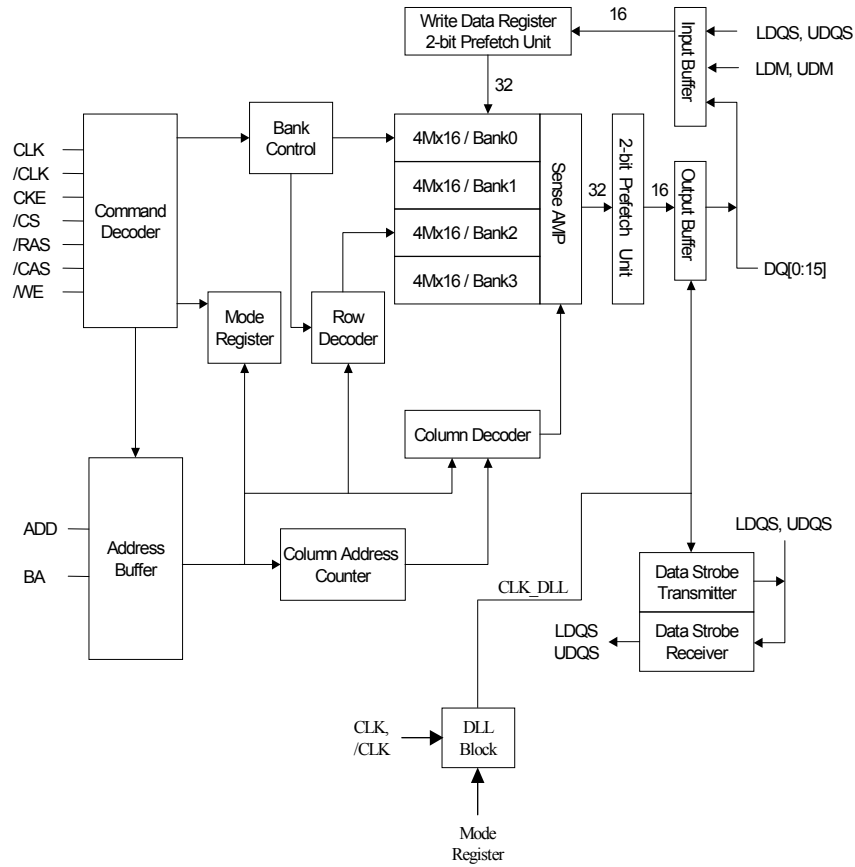 Write Data Register
2-bit Prefetch Unit
16
Input Buffer
LDQS, UDQS
LDM, UDM
32
Bank
Control
4Mx16 / Bank0
4Mx16 / Bank1
4Mx16 / Bank2
4Mx16 / Bank3
Sense AMP
32
2-bit Prefetch Unit
16
Output Buffer
DQ[0:15]
CLK
/CLK
CKE
/CS
/RAS
/CAS
/WE
Command
Decoder
Mode
Register
Row
Decoder
Column Decoder
ADD
BA
Address
Buffer
Column Address
Counter
CLK_DLL
LDQS, UDQS
Data Strobe
Transmitter
Data Strobe
Receiver
LDQS
UDQS
CLK,
/CLK
DLL
Block
Mode
Register